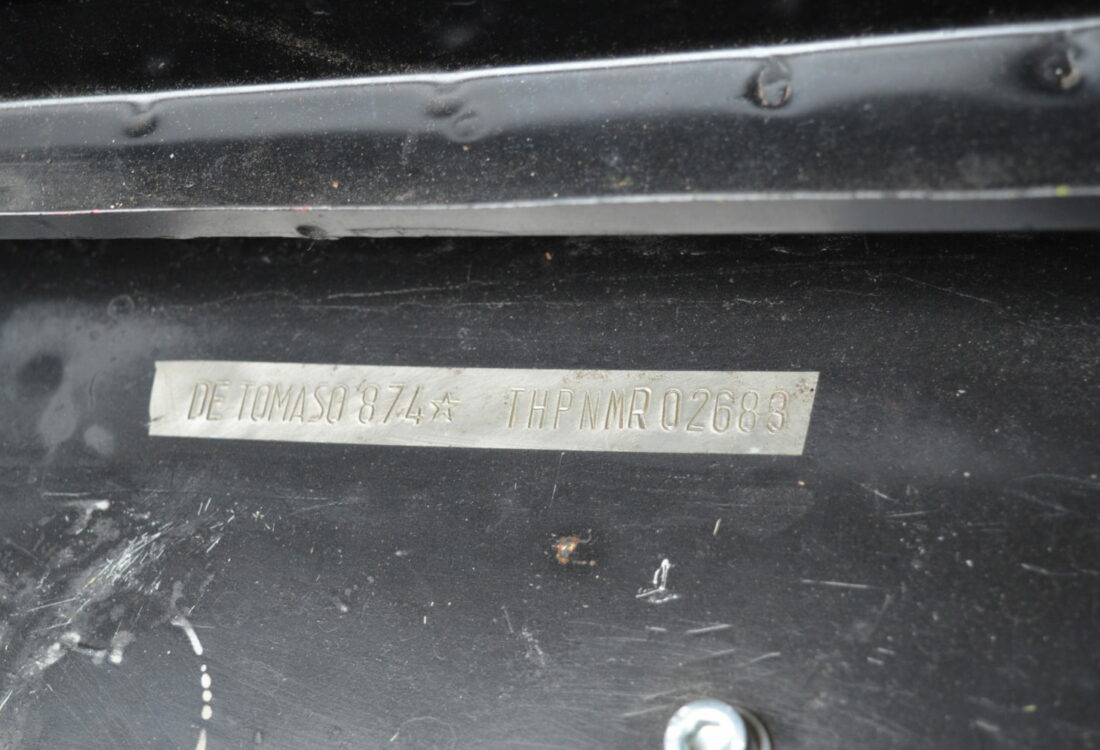 DE TOMASO*874☆ THPNMR02683